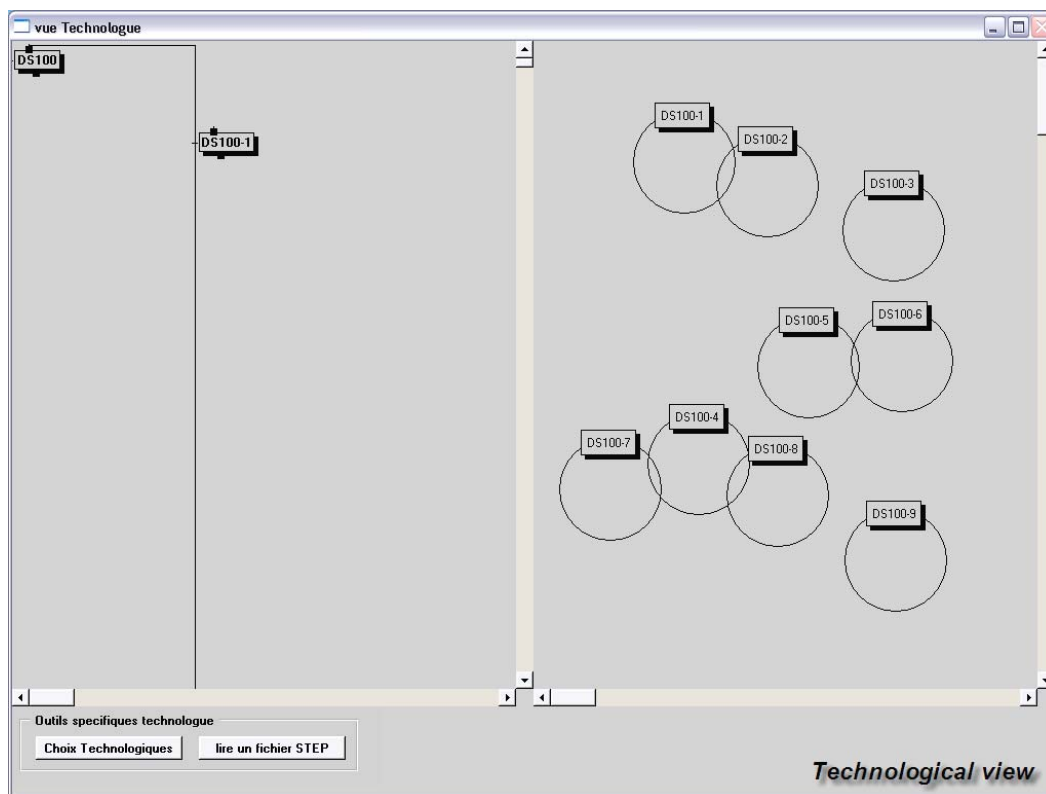 vue Technologue
DS100
DS100-1
DS100-1
DS100-2
DS100-3
DS100-5
DS100-6
DS100-4
DS100-7
DS100-8
DS100-9
Outils specifiques technologue
Choix Technologiques
lire un fichier STEP
Technological view